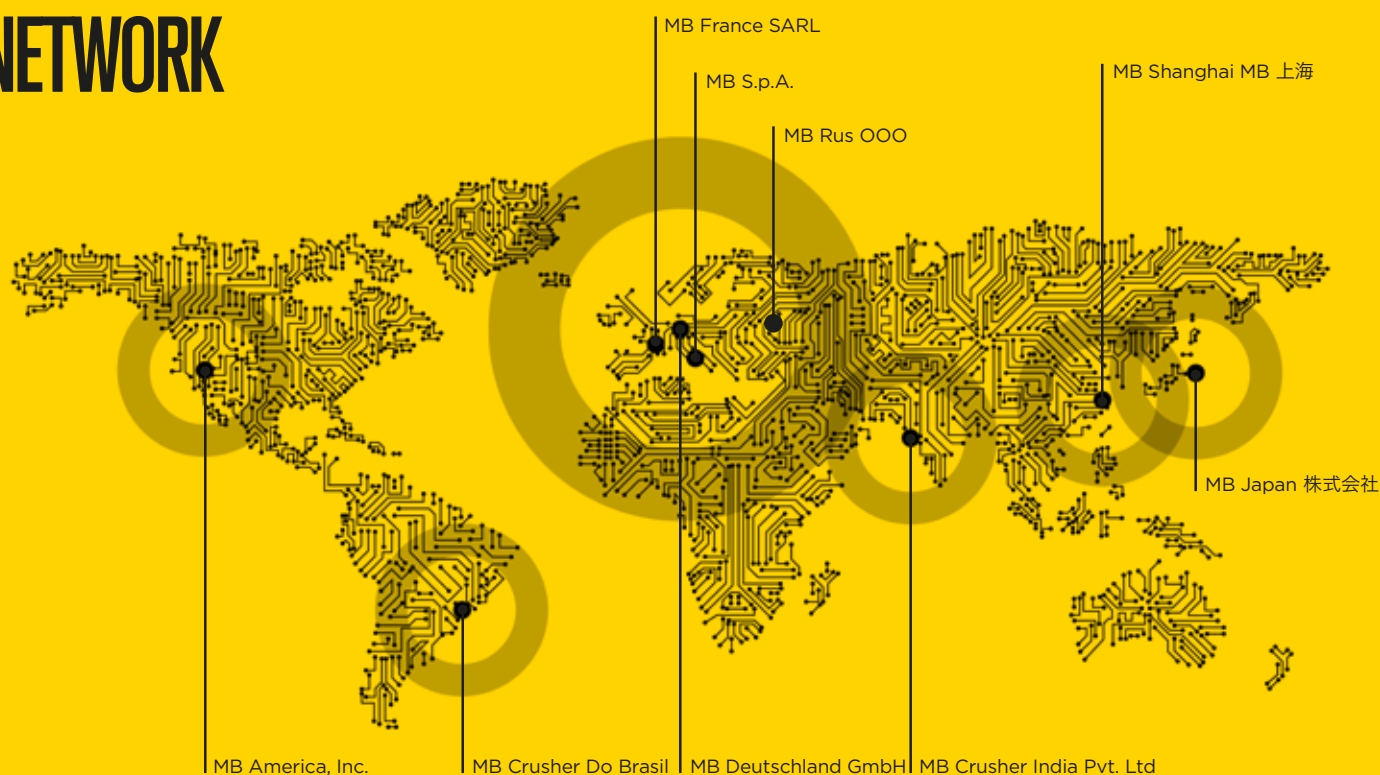 NETWORK
MB France SARL
MB S.p.A.
MB Rus OOO
MB Shanghai MB 上海
MB Japan 株式会社
MB America, Inc.
MB Crusher Do Brasil
MB Deutschland GmbH
MB Crusher India Pvt. Ltd